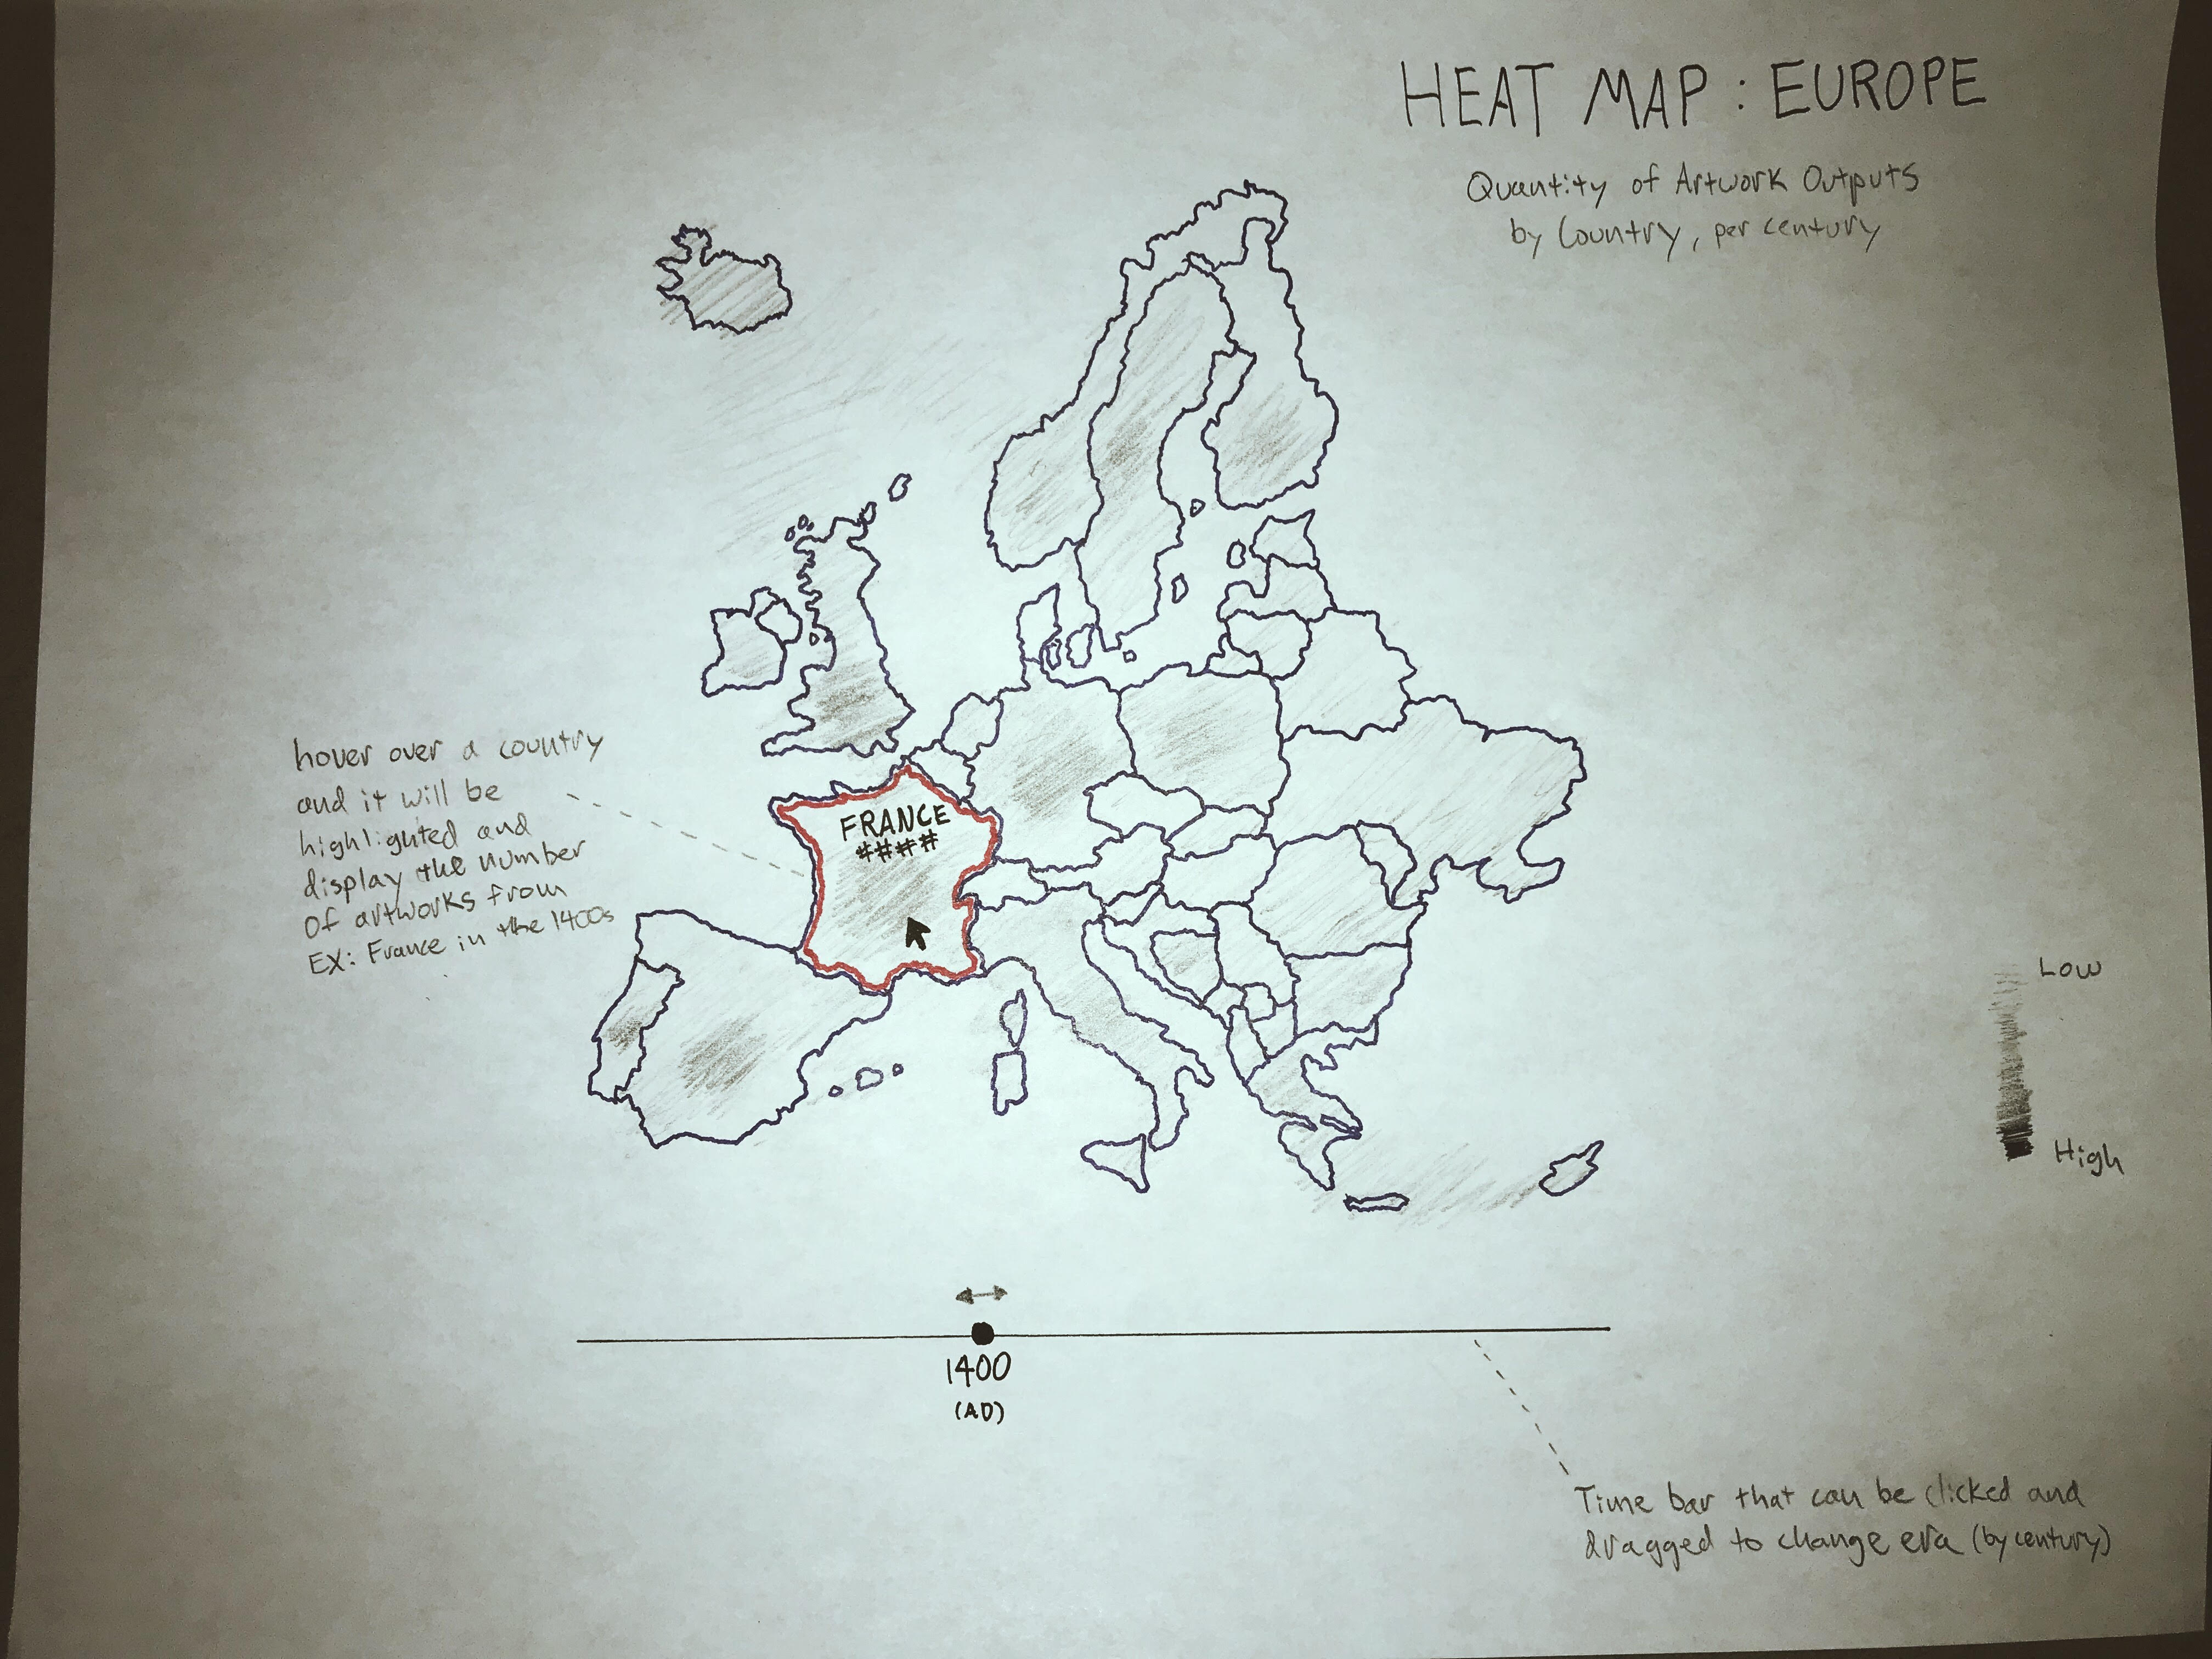 HEAT MAP : EUROPE
Quantity of Artwork Outputs
by Country, per century
hover over a country
and it will be
highlighted and
display the number
of artworks from
EX: France in the 1400s
FRANCE
####
Low
High
1400
(AD)
Time bar that can be clicked and
dragged to change era (by century)